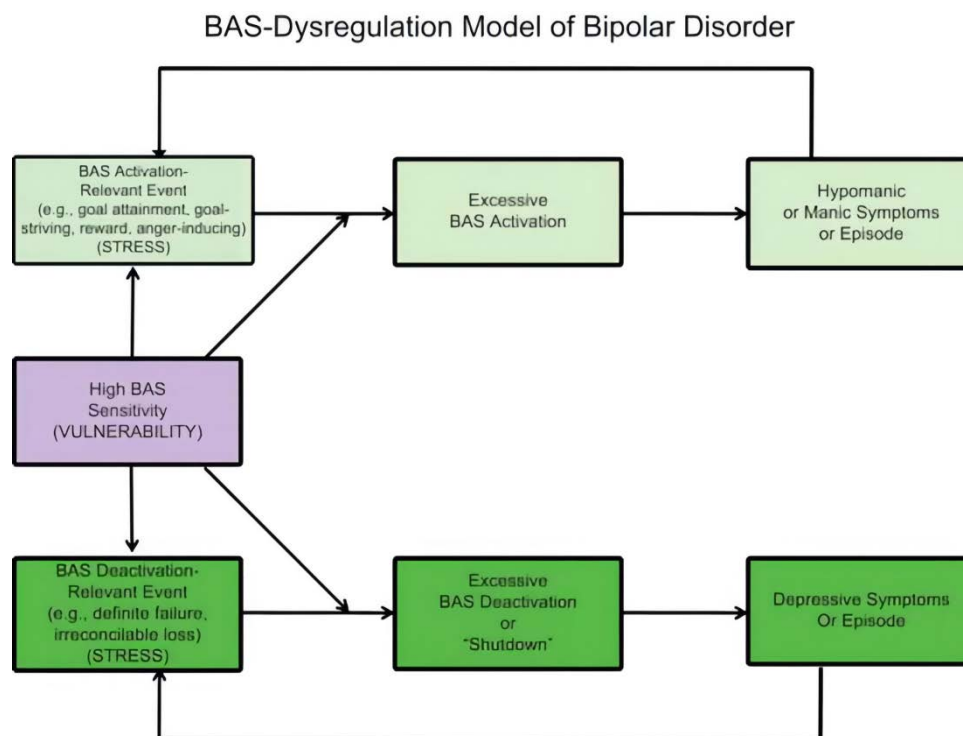 BAS-Dysregulation Model of Bipolar Disorder
BAS Activation-
Relevant Event
(e.g., goal attainment, goal-
striving, reward, anger-inducing)
(STRESS)
Excessive
BAS Activation
Hypomanic
or Manic Symptoms
or Episode
High BAS
Sensitivity
(VULNERABILITY)
BAS Deactivation-
Relevant Event
(e.g., definite failure,
irreconcilable loss)
(STRESS)
Excessive
BAS Deactivation
or
"Shutdown"
Depressive Symptoms
Or Episode